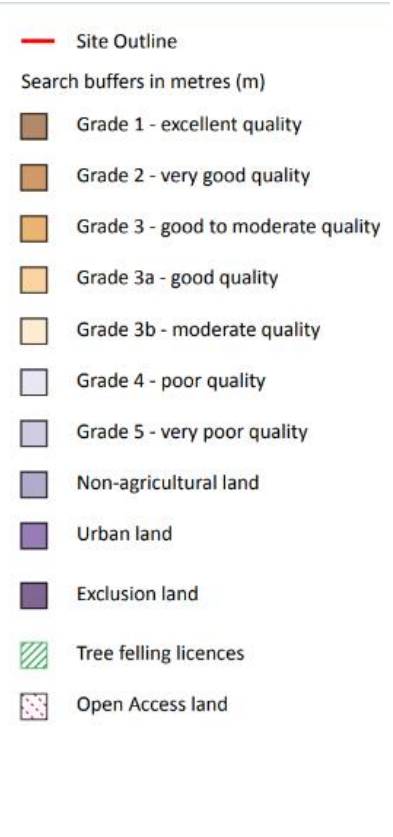 Site Outline
Search buffers in metres (m)
Grade 1 - excellent quality
Grade 2 - very good quality
Grade 3 - good to moderate quality
Grade 3a - good quality
Grade 3b - moderate quality
Grade 4 - poor quality
Grade 5 - very poor quality
Non-agricultural land
Urban land
Exclusion land
Tree felling licences
Open Access land